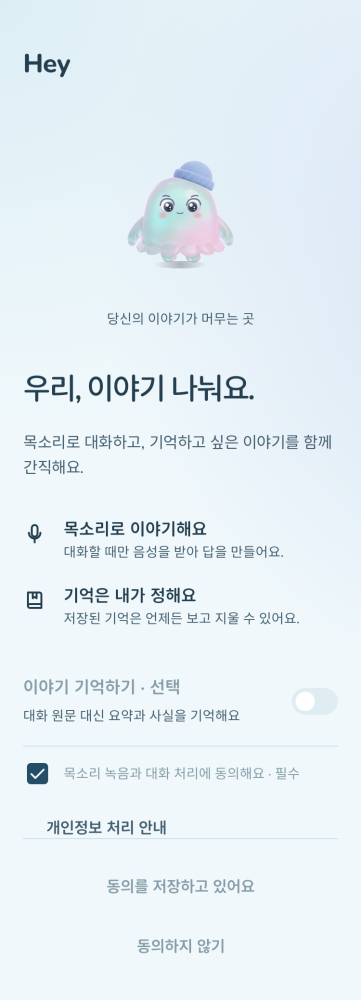 Hey
당신의 이야기가 머무는 곳
우리, 이야기 나눠요.
목소리로 대화하고, 기억하고 싶은 이야기를 함께
간직해요.
목소리로 이야기해요
대화할 때만 음성을 받아 답을 만들어요.
기억은 내가 정해요
저장된 기억은 언제든 보고 지울 수 있어요.
이야기 기억하기 · 선택
대화 원문 대신 요약과 사실을 기억해요
목소리 녹음과 대화 처리에 동의해요 · 필수
개인정보 처리 안내
동의를 저장하고 있어요
동의하지 않기